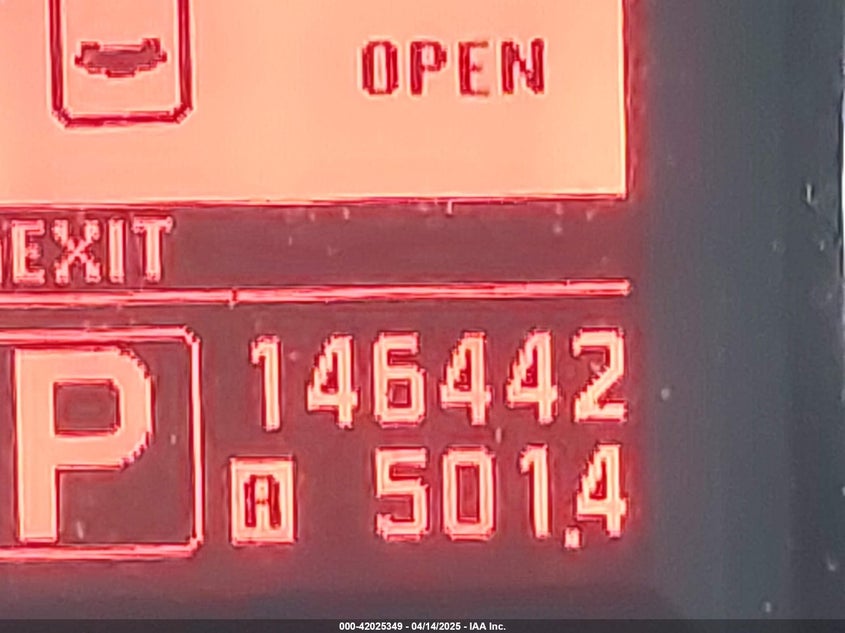 OPEN
EXIT
P
146442
A 501.4
000-42025349 - 04/14/2025 - IAA Inc.